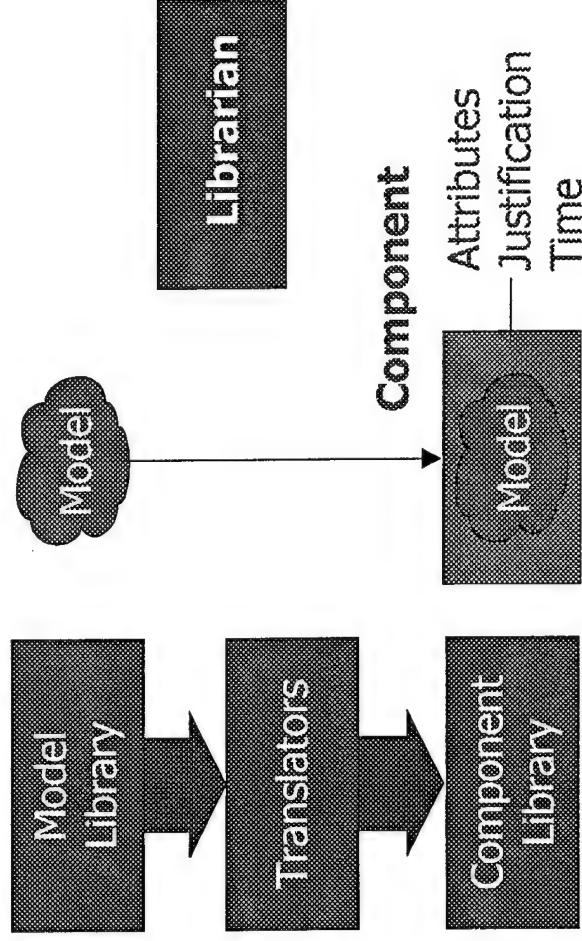 Model
Library
Translators
Component
Library
Model
Librarian
Component
Model
Attributes
Justification
Time